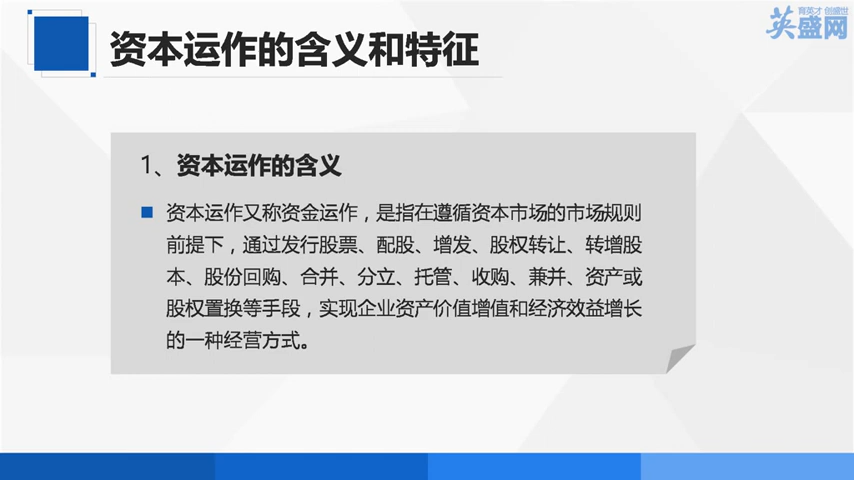 资本运作的含义和特征
育英才 创盛世
英盛网
1、资本运作的含义
资本运作又称资金运作，是指在遵循资本市场的市场规则
前提下，通过发行股票、配股、增发、股权转让、转增股
本、股份回购、合并、分立、托管、收购、兼并、资产或
股权置换等手段，实现企业资产价值增值和经济效益增长
的一种经营方式。